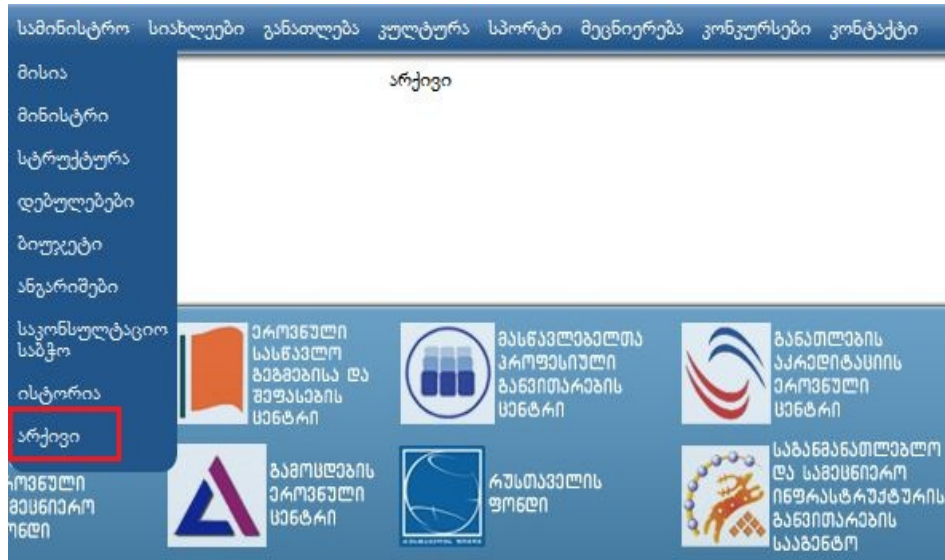 სამინისტრო სიახლეები განათლება კულტურა სპორტი მეცნიერება კონკურსები კონტაქტი
მისია
მინისტრი
სტრუქტურა
დებულებები
ბიუჯეტი
ანგარიშები
საკონსულტაციო
საბჭო
ისტორია
არქივი
არქივი
ეროვნული
სასწავლო
გეგმებისა და
შეფასების
ცენტრი
მასწავლებელთა
პროფესიული
განვითარების
ცენტრი
განათლების
აკრედიტაციის
ეროვნული
ცენტრი
როვნული
მეცნიერო
ონდი
გამოცდების
ეროვნული
ცენტრი
რუსთაველის
ფონდი
საგანმანათლებლო
და სამეცნიერო
ინფრასტრუქტურის
განვითარების
სააგენტო